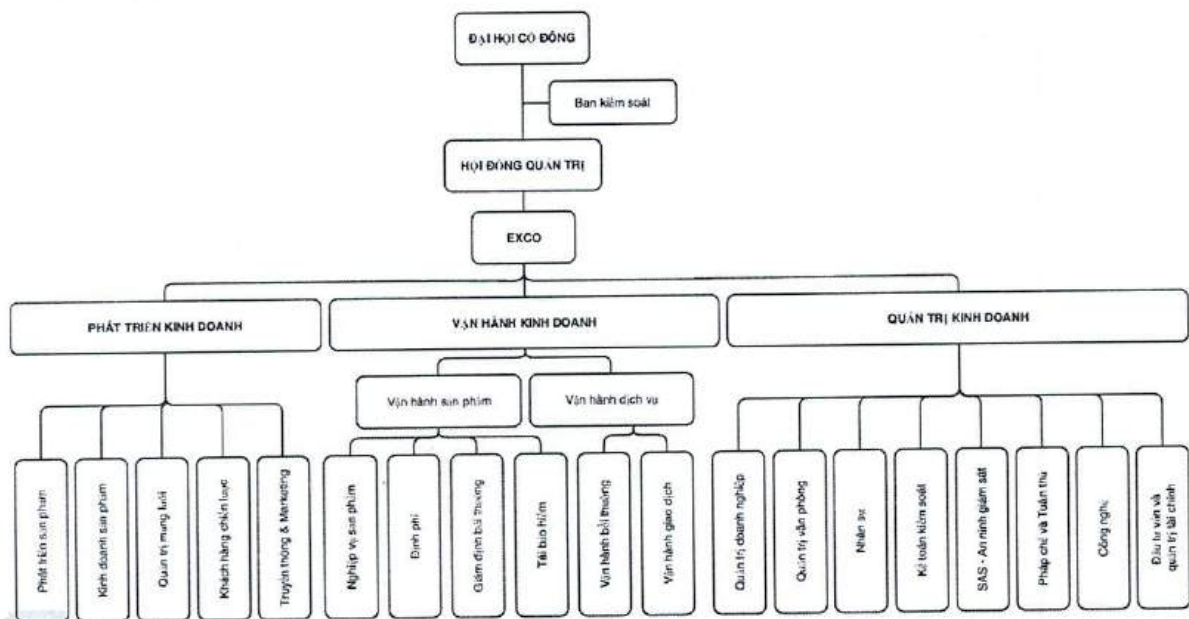 ĐẠI HỘI CỔ ĐÔNG
Ban kiểm soát
HỘI ĐỒNG QUẢN TRỊ
EXCO
PHÁT TRIỂN KINH DOANH
VẬN HÀNH KINH DOANH
QUẢN TRỊ KINH DOANH
Vận hành sản phẩm
Vận hành dịch vụ
Phát triển sản phẩm
Kinh doanh sản phẩm
Quản trị mạng lưới
Khách hàng chiến lược
Truyền thông & Marketing
Nghiệp vụ sản phẩm
Định phí
Giám định bồi thường
Tái bảo hiểm
Vận hành bồi thường
Vận hành giao dịch
Quản trị doanh nghiệp
Quản trị văn phòng
Nhân sự
Kế toán kiểm soát
SAS - An ninh giám sát
Pháp chế và Tuân thủ
Công nghệ
Đầu tư vốn và
quản trị tài chính